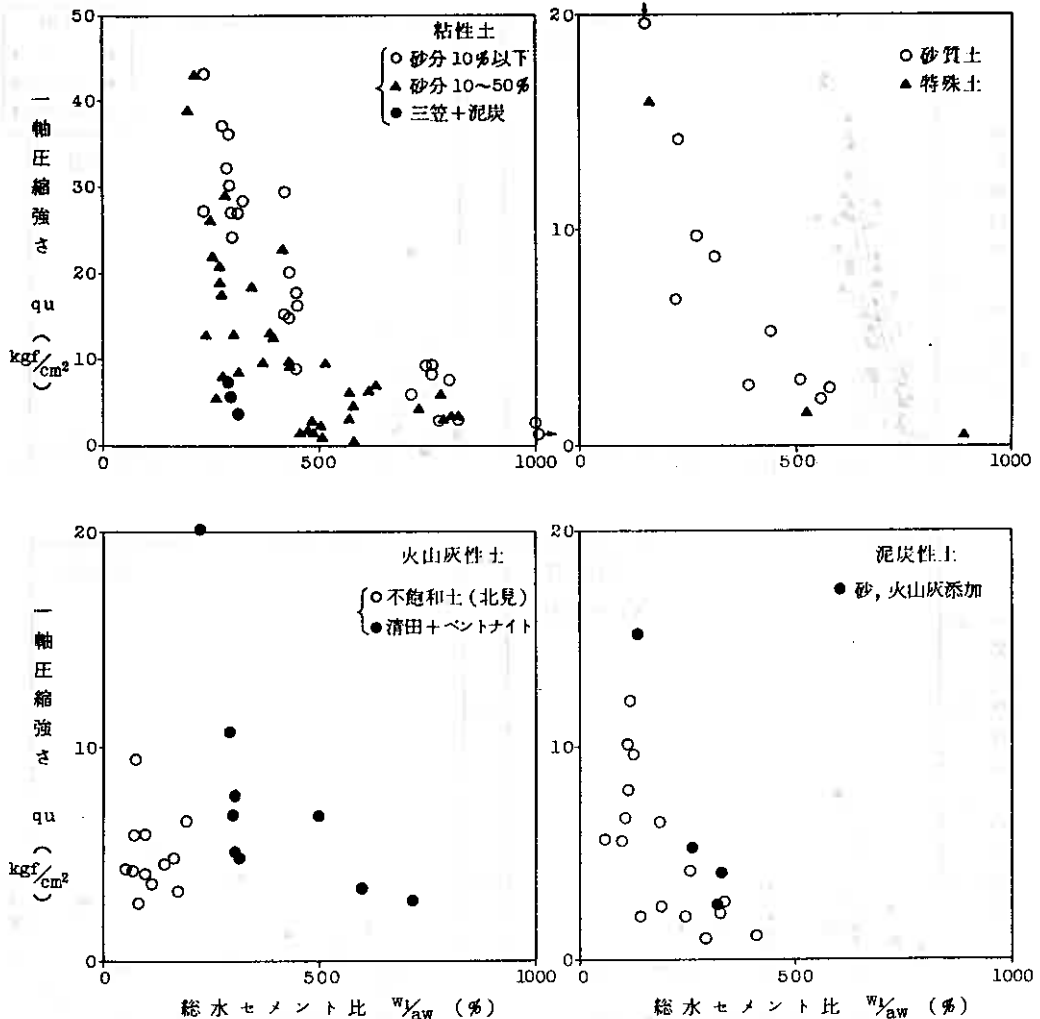 粘性土
○ 砂分 10%以下
▲ 砂分 10～50%
● 三笠＋泥炭
50
40
30
20
10
0
0
500
1000
一軸圧縮強さ qu (kgf/cm²)
○ 砂質土
▲ 特殊土
20
10
0
0
500
1000
火山灰性土
○ 不飽和土 (北見)
● 清田＋ベントナイト
20
10
0
0
500
1000
一軸圧縮強さ qu (kgf/cm²)
総水セメント比 (%)
泥炭性土
● 砂, 火山灰添加
20
10
0
0
500
1000
総水セメント比 (%)